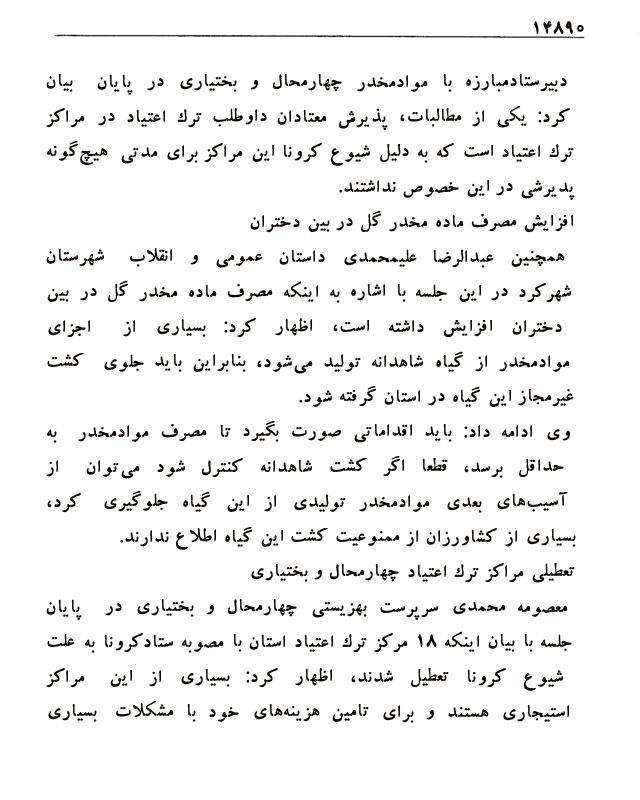 ۱۴۸۹۰
دبیرستادمبارزه با موادمخدر چهارمحال و بختیاری در پایان بیان
کرد: یکی از مطالبات، پذیرش معتادان داوطلب ترك اعتیاد در مراکز
ترك اعتیاد است که به دلیل شیوع کرونا این مراکز برای مدتی هیچ‌گونه
پدیرشی در این خصوص نداشتند.
افزایش مصرف ماده مخدر گل در بین دختران
همچنین عبدالرضا علیمحمدی داستان عمومی و انقلاب شهرستان
شهرکرد در این جلسه با اشاره به اینکه مصرف ماده مخدر گل در بین
دختران افزایش داشته است، اظهار کرد: بسیاری از اجزای
موادمخدر از گیاه شاهدانه تولید می‌شود، بنابراین باید جلوی کشت
غیرمجاز این گیاه در استان گرفته شود.
وی ادامه داد: باید اقداماتی صورت بگیرد تا مصرف موادمخدر به
حداقل برسد، قطعا اگر کشت شاهدانه کنترل شود می‌توان از
آسیب‌های بعدی موادمخدر تولیدی از این گیاه جلوگیری کرد،
بسیاری از کشاورزان از ممنوعیت کشت این گیاه اطلاع ندارند.
تعطیلی مراکز ترك اعتیاد چهارمحال و بختیاری
معصومه محمدی سرپرست بهزیستی چهارمحال و بختیاری در پایان
جلسه با بیان اینکه ۱۸ مرکز ترك اعتیاد استان با مصوبه ستادکرونا به علت
شیوع کرونا تعطیل شدند، اظهار کرد: بسیاری از این مراکز
استیجاری هستند و برای تامین هزینه‌های خود با مشکلات بسیاری